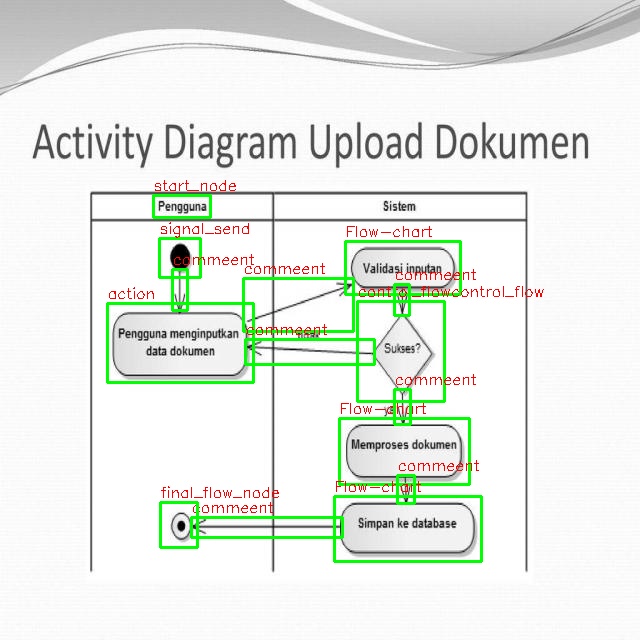 Activity Diagram Upload Dokumen
start_node
Pengguna
Sistem
signal_send
Flow-chart
commeent
Validasi inputan
commeent
commeent
action
control_flowcontrol_flow
Pengguna menginputkan
data dokumen
commeent
Sukses?
commeent
Flow-chart
Memproses dokumen
commeent
Flow-chart
final_flow_node
commeent
Simpan ke database